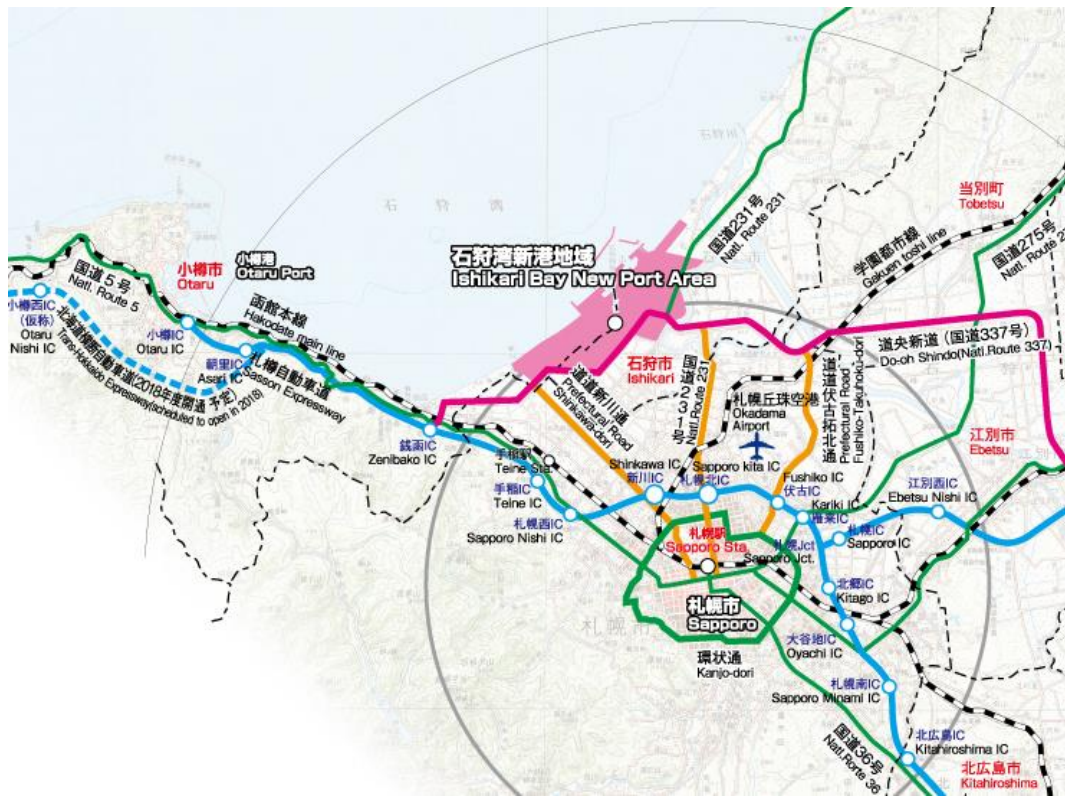 石狩湾
石狩川
当別町
Tobetsu
国道231号
Natl. Route 231
学園都市線
Gakuen toshi line
国道275号
小樽港
Otaru Port
小樽市
Otaru
国道5号
Natl. Route 5
函館本線
Hakodate main line
石狩湾新港地域
Ishikari Bay New Port Area
小樽西IC
(仮称)
Otaru
Nishi IC
小樽IC
Otaru IC
朝里IC
Asari IC
札樽自動車道
Sasson Expressway
北海道横断自動車道(2018年度開通 予定)
Trans-Hokkaido Expressway(scheduled to open in 2018)
石狩市
Ishikari
道央新道(国道337号)
Do-oh Shindo(Natl.Route 337)
道道新川通
Prefectural Road
Shinkawa-dori
国道231号
Natl.Route 231
札幌丘珠空港
Okadama
Airport
道道伏古拓北通
Prefectural Road
Fushiko-Takuhoku-dori
江別市
Ebetsu
銭函IC
Zenibako IC
手稲駅
Teine Sta.
手稲IC
Teine IC
札幌西IC
Sapporo Nishi IC
Shinkawa IC
新川IC
Sapporo kita IC
札幌北IC
Fushiko IC
伏古IC
Kariki IC
雁来IC
江別西IC
Ebetsu Nishi IC
札幌IC
Sapporo IC
札幌Jct
Sapporo Jct.
札幌駅
Sapporo Sta.
北郷IC
Kitago IC
札幌市
Sapporo
大谷地IC
Oyachi IC
環状通
Kanjo-dori
札幌南IC
Sapporo Minami IC
国道36号
Natl.Rorte 36
北広島IC
Kitahiroshima IC
北広島市
Kitahiroshima